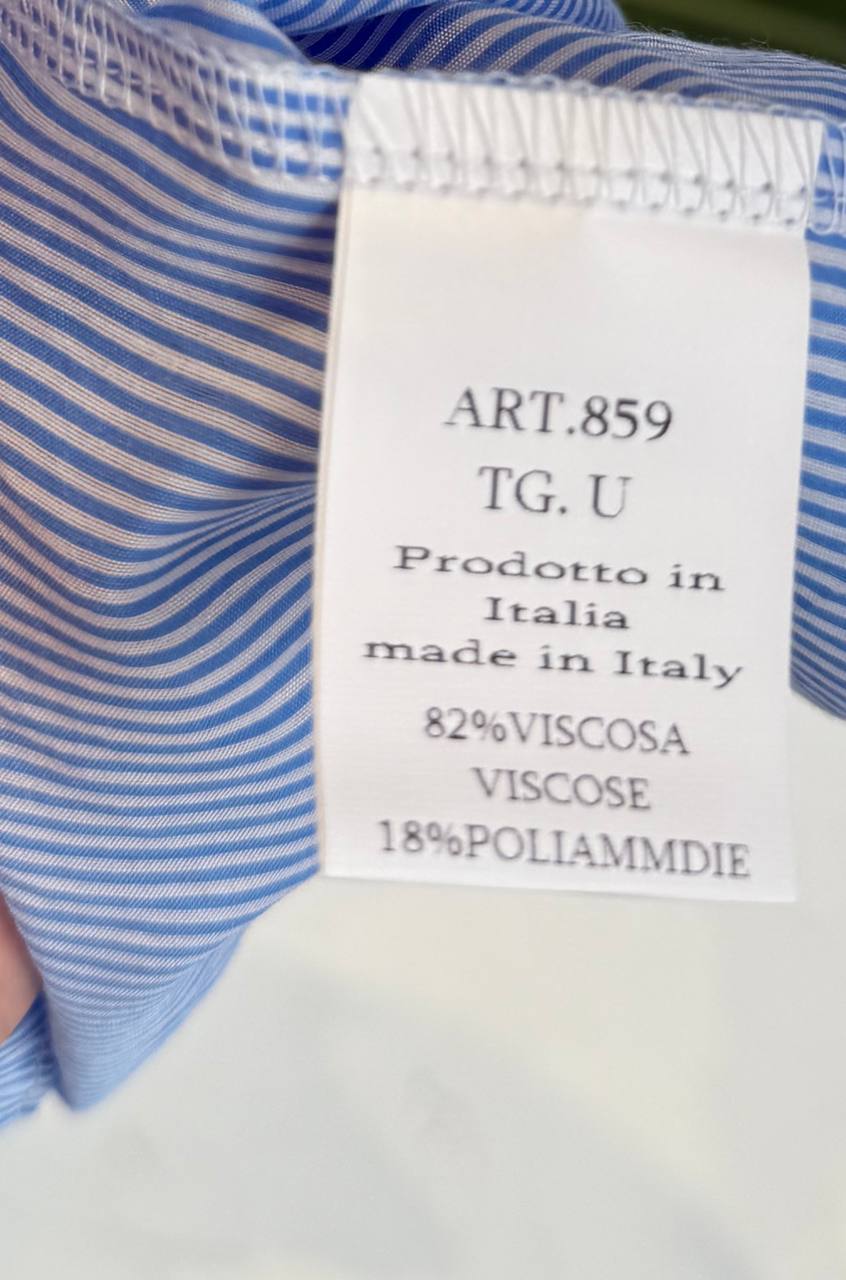 ART.859
TG. U
Prodotto in
Italia
made in Italy
82%VISCOSA
VISCOSE
18%POLIAMMDIE